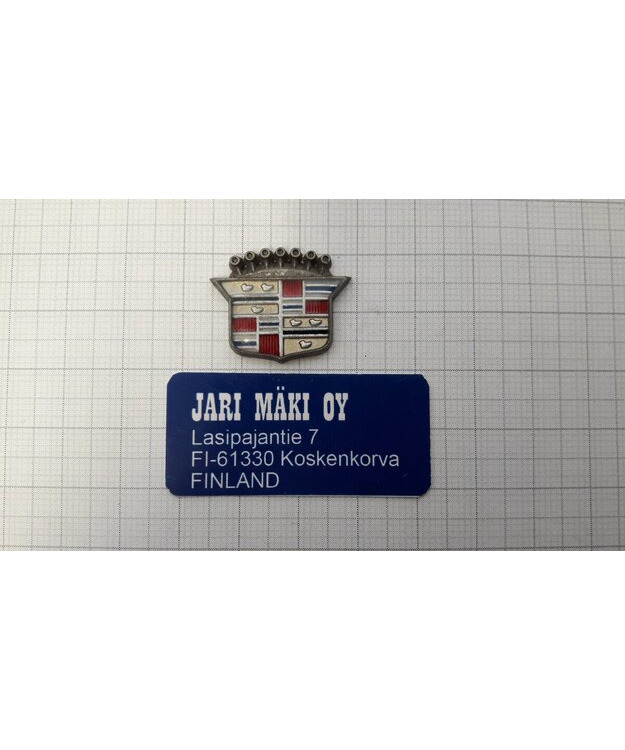 JARI MÄKI OY
Lasipajantie 7
FI-61330 Koskenkorva
FINLAND